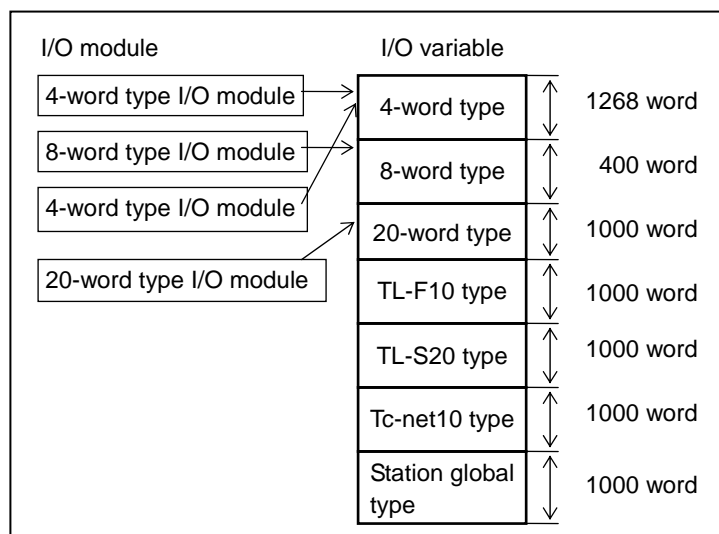 I/O module
I/O variable
4-word type I/O module
4-word type
1268 word
8-word type I/O module
8-word type
400 word
4-word type I/O module
20-word type
1000 word
20-word type I/O module
TL-F10 type
1000 word
TL-S20 type
1000 word
Tc-net10 type
1000 word
Station global
type
1000 word